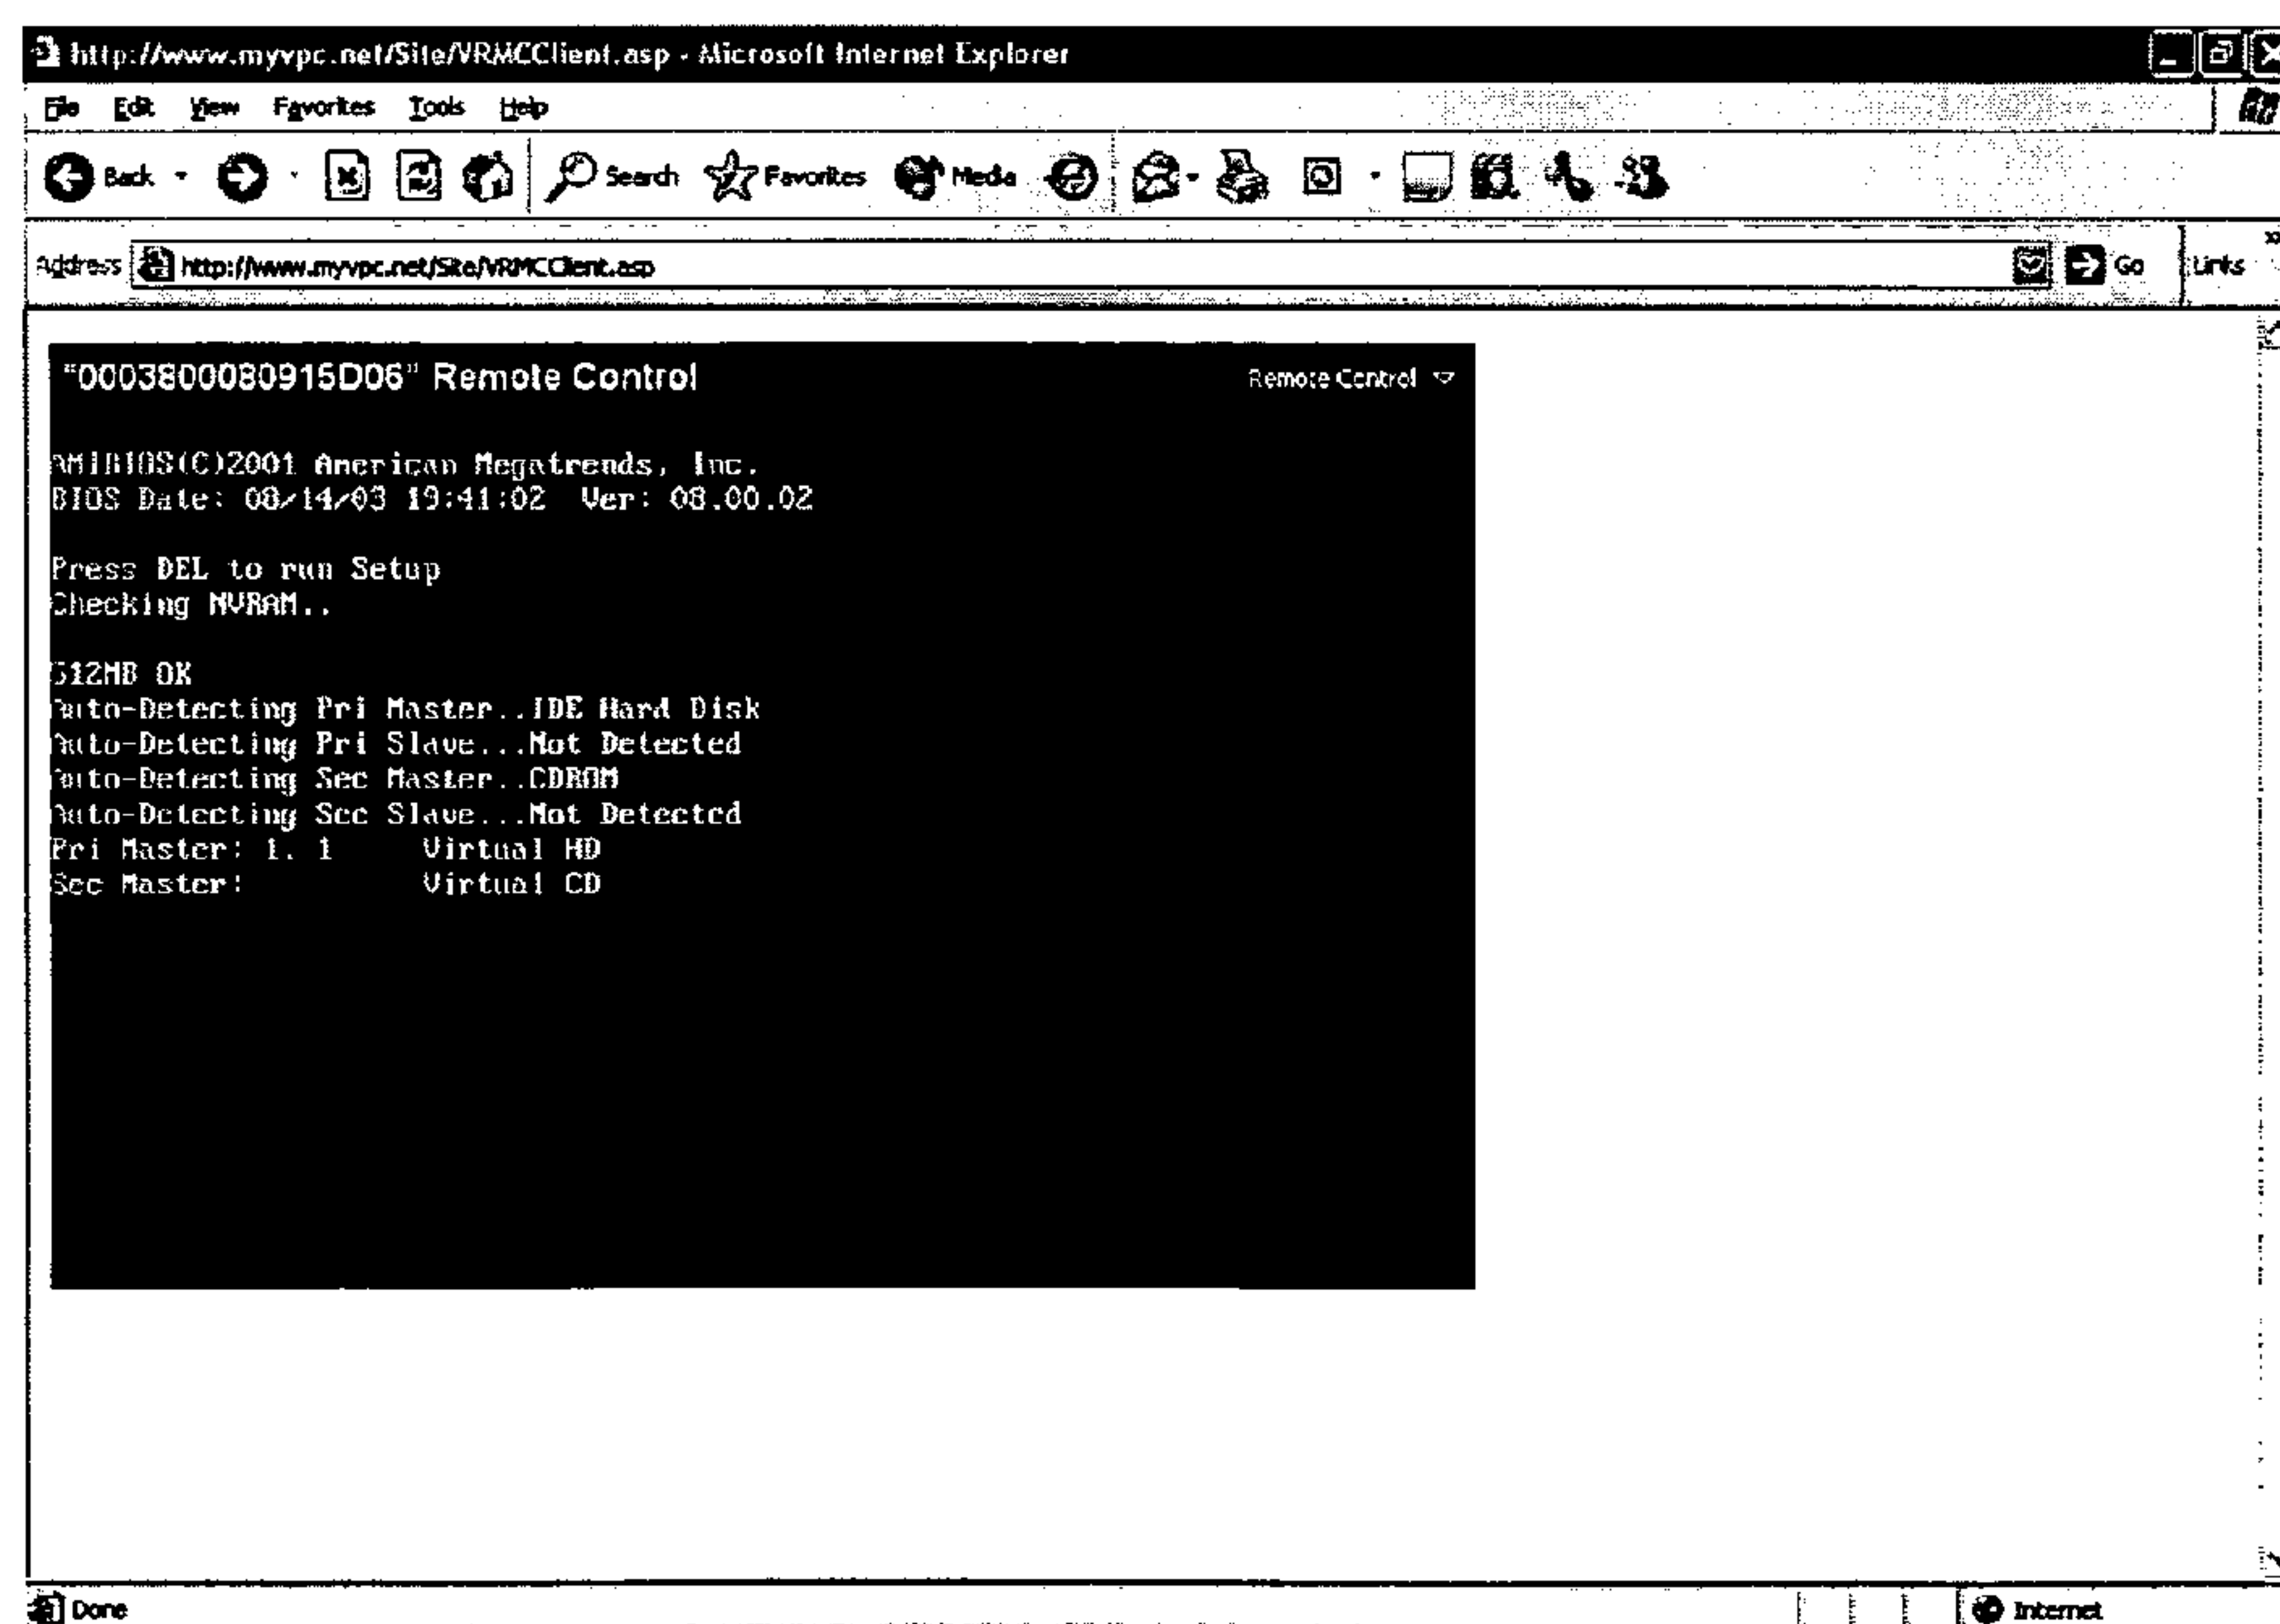 http://www.myvpc.net/Site/VRMCClient.asp - Microsoft Internet Explorer
File Edit View Favorites Tools Help
Back Search Favorites Media
Address http://www.myvpc.net/Site/VRMCClient.asp Go Links
"0003800080915D06" Remote Control Remote Control
AMIBIOS(C)2001 American Megatrends, Inc.
BIOS Date: 08/14/03 19:41:02 Ver: 08.00.02
Press DEL to run Setup
Checking NVRAM..
512MB OK
Auto-Detecting Pri Master..IDE Hard Disk
Auto-Detecting Pri Slave...Not Detected
Auto-Detecting Sec Master..CDROM
Auto-Detecting Sec Slave...Not Detected
Pri Master: 1. 1 Virtual HD
Sec Master: Virtual CD
Done Internet